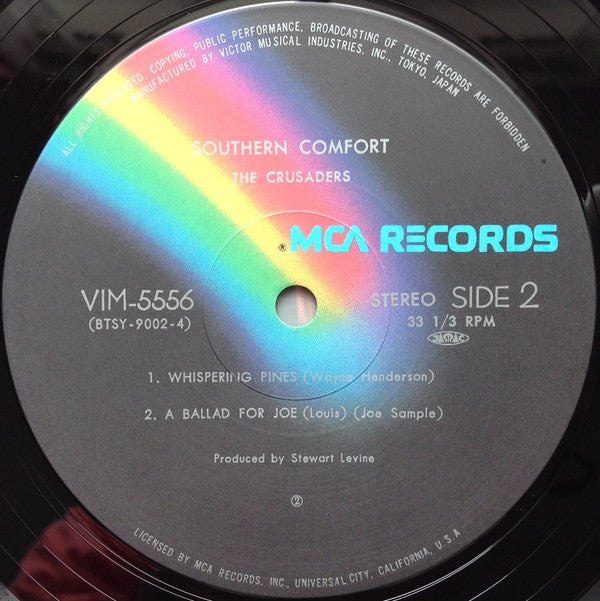 ALL RIGHTS RESERVED. COPYING, PUBLIC PERFORMANCE, BROADCASTING OF THESE RECORDS ARE FORBIDDEN
MANUFACTURED BY VICTOR MUSICAL INDUSTRIES, INC., TOKYO, JAPAN
SOUTHERN COMFORT
THE CRUSADERS
® MCA RECORDS
VIM-5556
(BTSY-9002-4)
STEREO SIDE 2
33 1/3 RPM
JASRAC
1. WHISPERING PINES (Wayne Henderson)
2. A BALLAD FOR JOE (Louis) (Joe Sample)
Produced by Stewart Levine
②
LICENSED BY MCA RECORDS, INC., UNIVERSAL CITY, CALIFORNIA, U.S.A